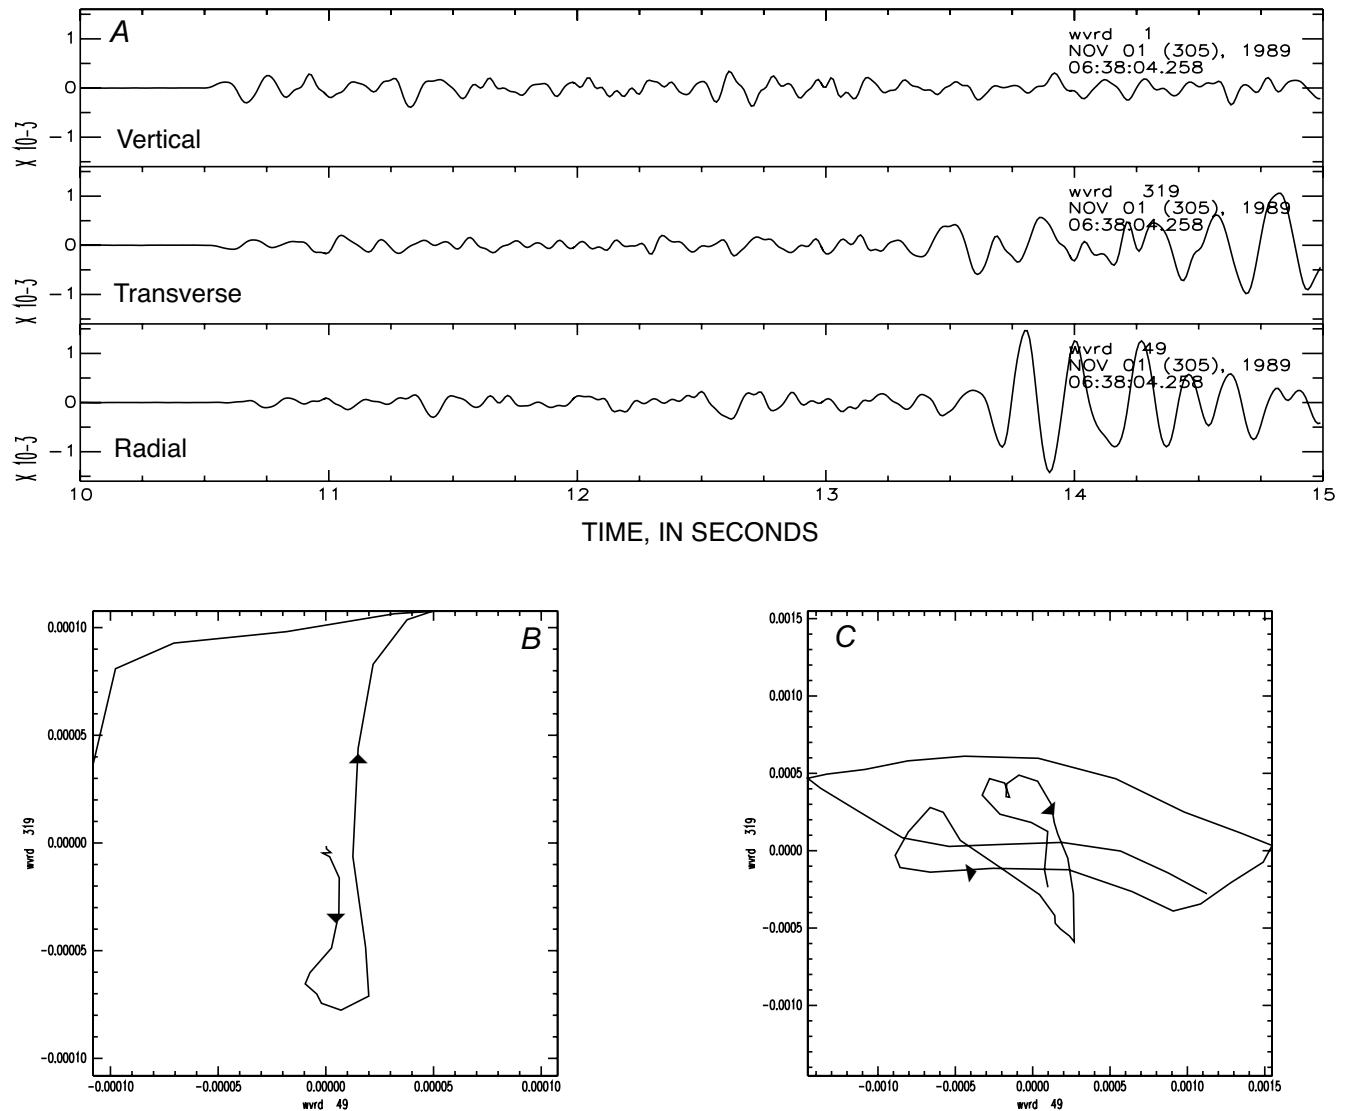 A
wvrd 1
NOV 01 (305), 1989
06:38:04.258
1
0
-1
X 10-3
Vertical
wvrd 319
NOV 01 (305), 1989
06:38:04.258
1
0
-1
X 10-3
Transverse
wvrd 49
NOV 01 (305), 1989
06:38:04.258
1
0
-1
X 10-3
Radial
10 11 12 13 14 15
TIME, IN SECONDS
B
0.00010
0.00005
0.00000
-0.00005
-0.00010
wvrd 319
-0.00010 -0.00005 0.00000 0.00005 0.00010
wvrd 49
C
0.0015
0.0010
0.0005
0.0000
-0.0005
-0.0010
wvrd 319
-0.0010 -0.0005 0.0000 0.0005 0.0010 0.0015
wvrd 49